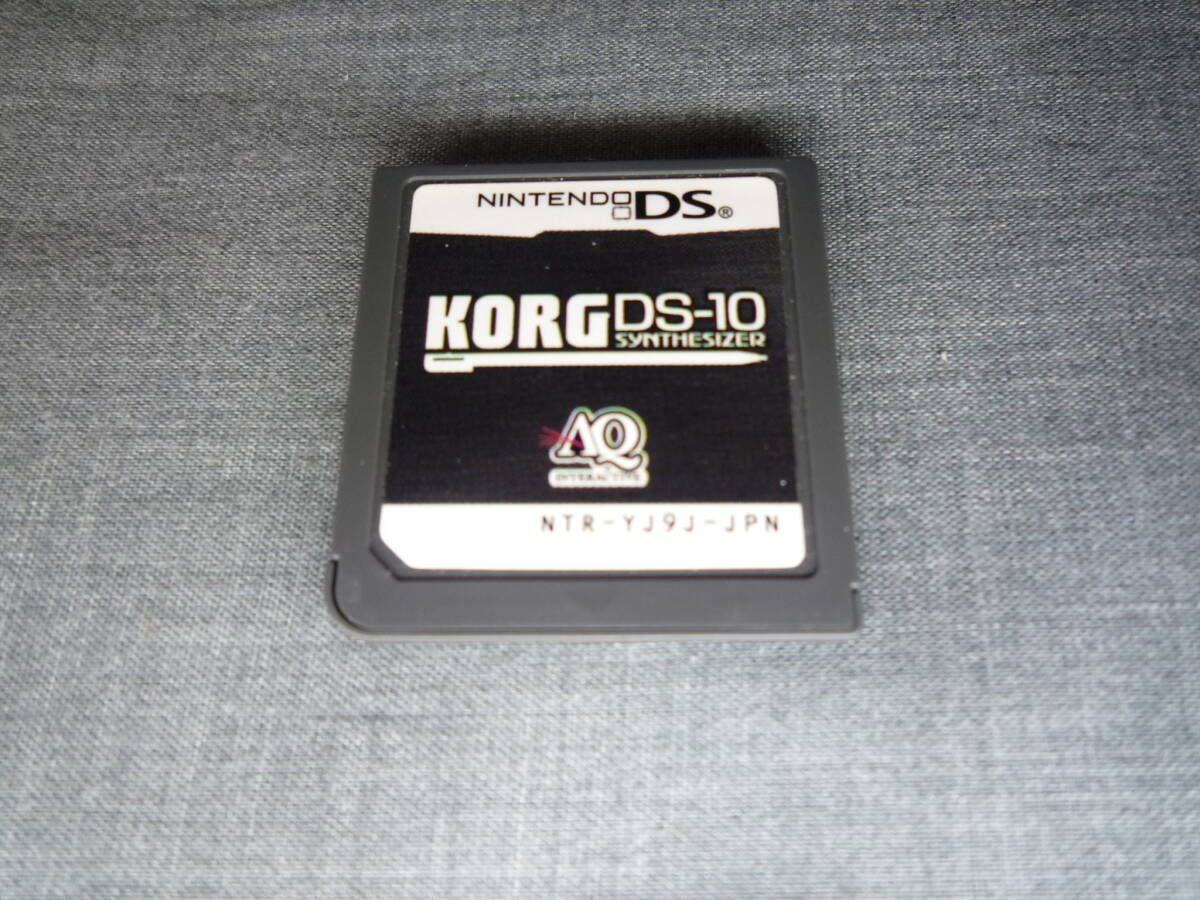 NINTENDO DS®
KORG DS-10
SYNTHESIZER
AQ
INTERACTIVE
NTR-YJ9J-JPN